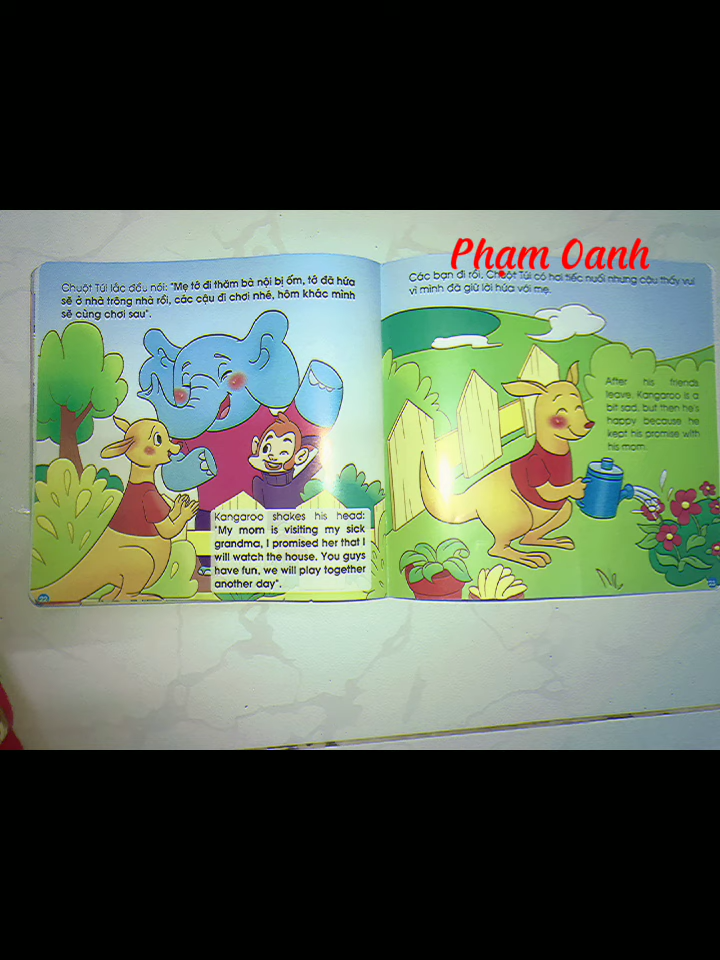 Phạm Oanh
Chuột Túi lắc đầu nói: "Mẹ tớ đi thăm bà nội bị ốm, tớ đã hứa
sẽ ở nhà trông nhà rồi, các cậu đi chơi nhé, hôm khác mình
sẽ cùng chơi sau".
Kangaroo shakes his head:
"My mom is visiting my sick
grandma, I promised her that I
will watch the house. You guys
have fun, we will play together
another day".
Các bạn đi rồi, Chuột Túi có hơi tiếc nuối nhưng cậu thấy vui
vì mình đã giữ lời hứa với mẹ.
After his friends
leave, Kangaroo is a
bit sad, but then he's
happy because he
kept his promise with
his mom.